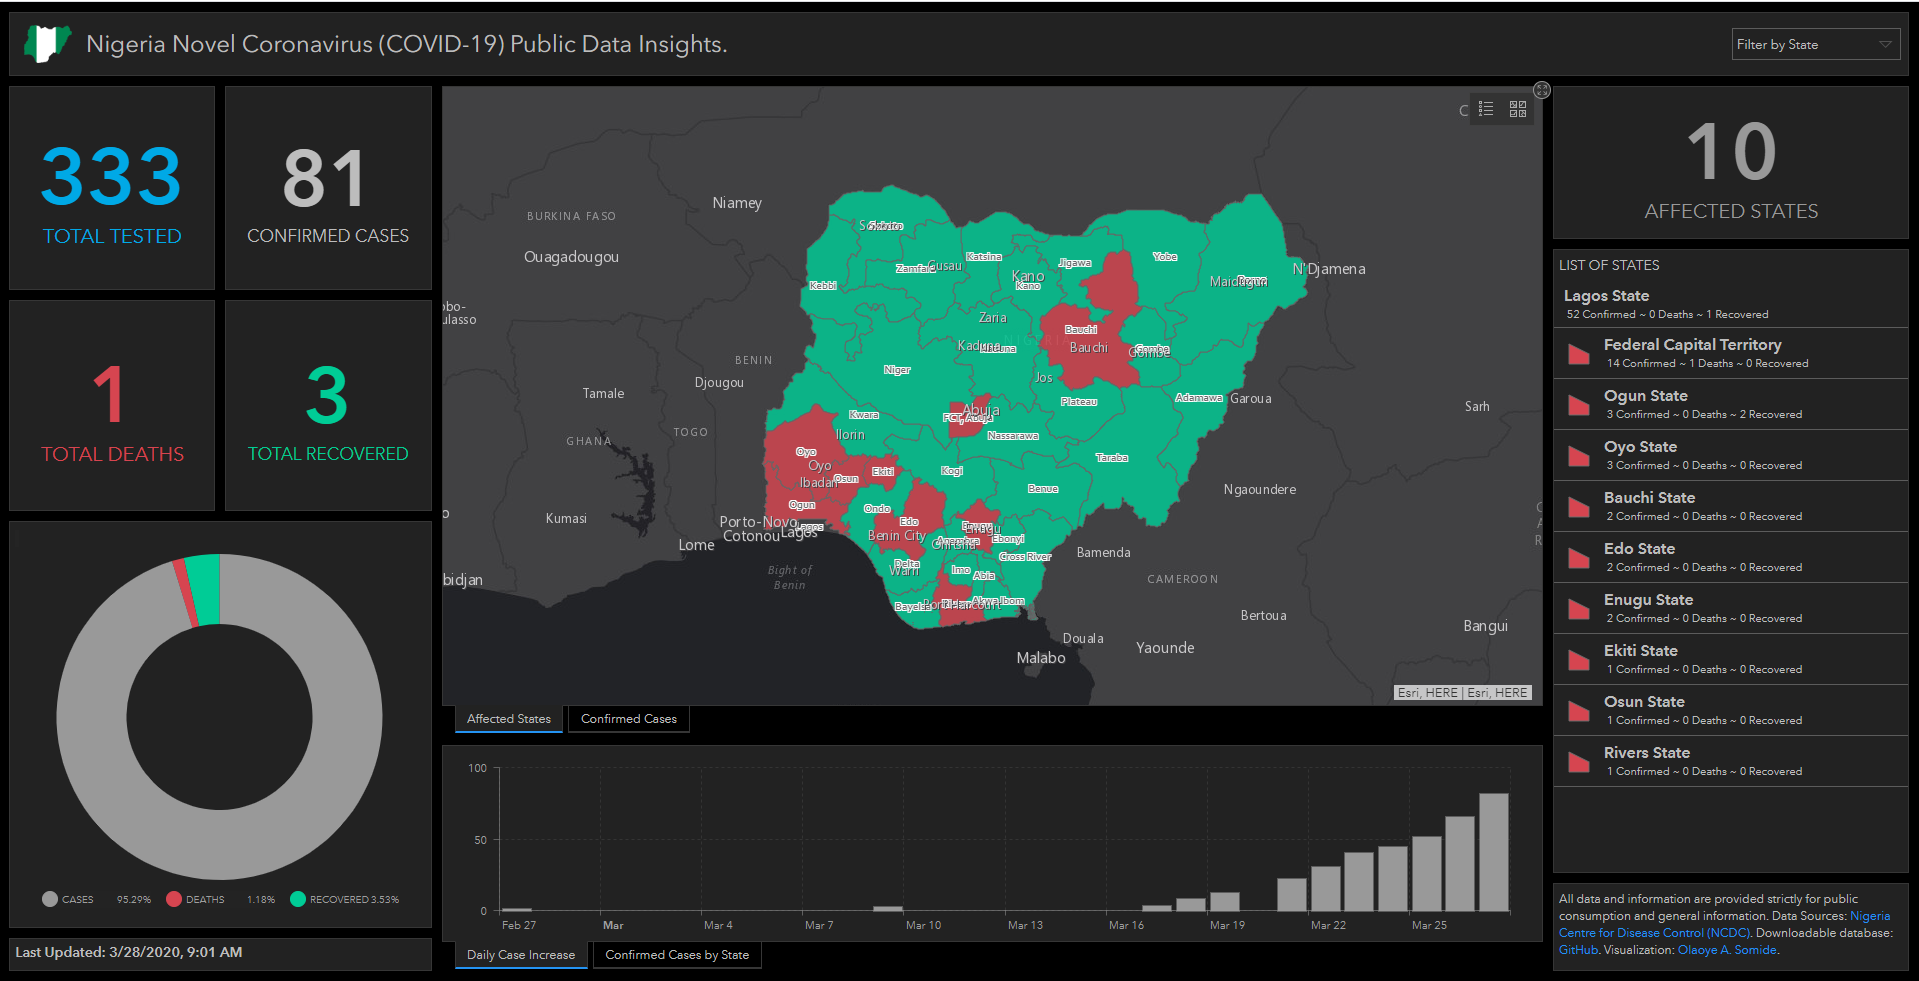 Nigeria Novel Coronavirus (COVID-19) Public Data Insights.
Filter by State
333
TOTAL TESTED
81
CONFIRMED CASES
1
TOTAL DEATHS
3
TOTAL RECOVERED
CASES 95.29%
DEATHS 1.18%
RECOVERED 3.53%
Last Updated: 3/28/2020, 9:01 AM
C
BURKINA FASO
Niamey
Ouagadougou
obo-
ulasso
BENIN
Djougou
Tamale
TOGO
GHANA
Kumasi
Lome
Porto-Novo
Cotonou
Lagos
bidjan
Bight of
Benin
Zamfara
Gusau
Katsina
Kano
Kano
Jigawa
Yobe
Maiduguri
Borno
N'Djamena
Kebbi
Zaria
Kaduna
NIGERIA
Bauchi
Bauchi
Gombe
Niger
Jos
Plateau
Adamawa
Garoua
Sarh
Kwara
Ilorin
Abuja
FCT, Abuja
Nassarawa
Taraba
Oyo
Oyo
Ibadan
Osun
Ekiti
Kogi
Benue
Ngaoundere
Ogun
Lagos
Ondo
Edo
Benin City
Enugu
Onitsha
Anambra
Ebonyi
Cross River
Bamenda
CAMEROON
Delta
Warri
Imo
Abia
Bayelsa
Port Harcourt
Akwa Ibom
Bertoua
Bangui
Douala
Yaounde
Malabo
Esri, HERE | Esri, HERE
Affected States
Confirmed Cases
100
50
0
Feb 27
Mar
Mar 4
Mar 7
Mar 10
Mar 13
Mar 16
Mar 19
Mar 22
Mar 25
Daily Case Increase
Confirmed Cases by State
10
AFFECTED STATES
LIST OF STATES
Lagos State
52 Confirmed ~ 0 Deaths ~ 1 Recovered
Federal Capital Territory
14 Confirmed ~ 1 Deaths ~ 0 Recovered
Ogun State
3 Confirmed ~ 0 Deaths ~ 2 Recovered
Oyo State
3 Confirmed ~ 0 Deaths ~ 0 Recovered
Bauchi State
2 Confirmed ~ 0 Deaths ~ 0 Recovered
Edo State
2 Confirmed ~ 0 Deaths ~ 0 Recovered
Enugu State
2 Confirmed ~ 0 Deaths ~ 0 Recovered
Ekiti State
1 Confirmed ~ 0 Deaths ~ 0 Recovered
Osun State
1 Confirmed ~ 0 Deaths ~ 0 Recovered
Rivers State
1 Confirmed ~ 0 Deaths ~ 0 Recovered
All data and information are provided strictly for public
consumption and general information. Data Sources: Nigeria
Centre for Disease Control (NCDC). Downloadable database:
GitHub. Visualization: Olaoye A. Somide.